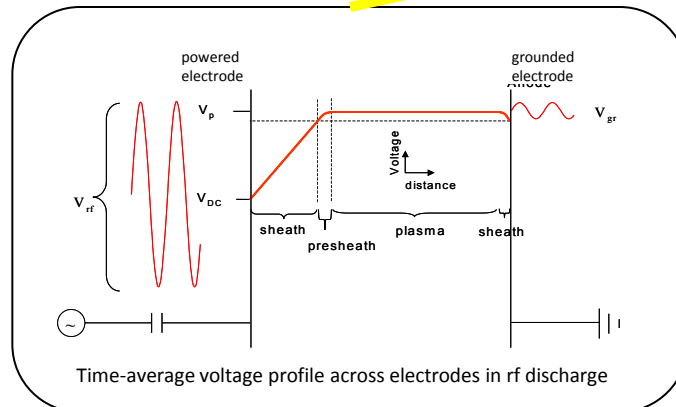 powered
electrode
grounded
electrode
Anode
Vp
Vrf
VDC
Vgr
Voltage
distance
sheath
presheath
plasma
sheath
~
Time-average voltage profile across electrodes in rf discharge